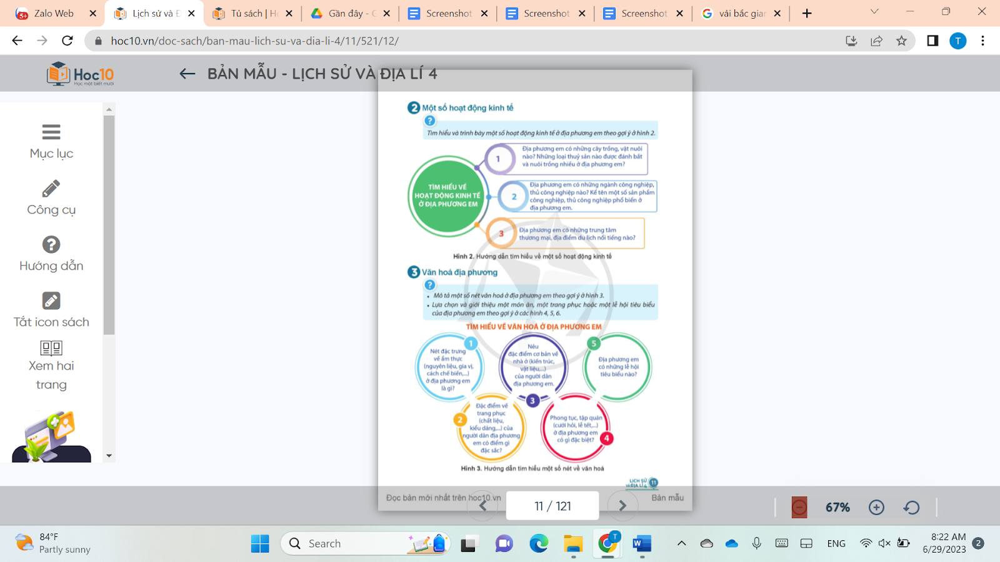 Zalo Web
Lịch sử và Đ
Tủ sách | Ho
Gần đây - G
Screenshot
Screenshot
Screenshot
vải bắc giar
hoc10.vn/doc-sach/ban-mau-lich-su-va-dia-li-4/11/521/12/
T
Hoc10
Học một biết mười
BẢN MẪU - LỊCH SỬ VÀ ĐỊA LÍ 4
Mục lục
Công cụ
Hướng dẫn
Tắt icon sách
Xem hai
trang
2 Một số hoạt động kinh tế
?
Tìm hiểu và trình bày một số hoạt động kinh tế ở địa phương em theo gợi ý ở hình 2.
TÌM HIỂU VỀ
HOẠT ĐỘNG KINH TẾ
Ở ĐỊA PHƯƠNG EM
1
Địa phương em có những cây trồng, vật nuôi
nào? Những loại thuỷ sản nào được đánh bắt
và nuôi trồng nhiều ở địa phương em?
2
Địa phương em có những ngành công nghiệp,
thủ công nghiệp nào? Kể tên một số sản phẩm
công nghiệp, thủ công nghiệp phổ biến ở
địa phương em.
3
Địa phương em có những trung tâm
thương mại, địa điểm du lịch nổi tiếng nào?
Hình 2. Hướng dẫn tìm hiểu về một số hoạt động kinh tế
3 Văn hoá địa phương
?
• Mô tả một số nét văn hoá ở địa phương em theo gợi ý ở hình 3.
• Lựa chọn và giới thiệu một món ăn, một trang phục hoặc một lễ hội tiêu biểu
của địa phương em theo gợi ý ở các hình 4, 5, 6.
TÌM HIỂU VỀ VĂN HOÁ Ở ĐỊA PHƯƠNG EM
1
Nét đặc trưng
về ẩm thực
(nguyên liệu, gia vị,
cách chế biến,...)
ở địa phương em
là gì?
2
Đặc điểm về
trang phục
(chất liệu,
kiểu dáng,...) của
người dân địa phương
em có điểm gì
đặc sắc?
Nêu
đặc điểm cơ bản về
nhà ở (kiến trúc,
vật liệu,...)
của người dân
địa phương em.
3
Phong tục, tập quán
(cưới hỏi, lễ tết,...)
ở địa phương em
có gì đặc biệt?
4
5
Địa phương em
có những lễ hội
tiêu biểu nào?
Hình 3. Hướng dẫn tìm hiểu một số nét về văn hoá
LỊCH SỬ
VÀ ĐỊA LÍ 4
11
Đọc bản mới nhất trên hoc10.vn
Bản mẫu
11 / 121
67%
84°F
Partly sunny
Search
T
ENG
8:22 AM
6/29/2023
2